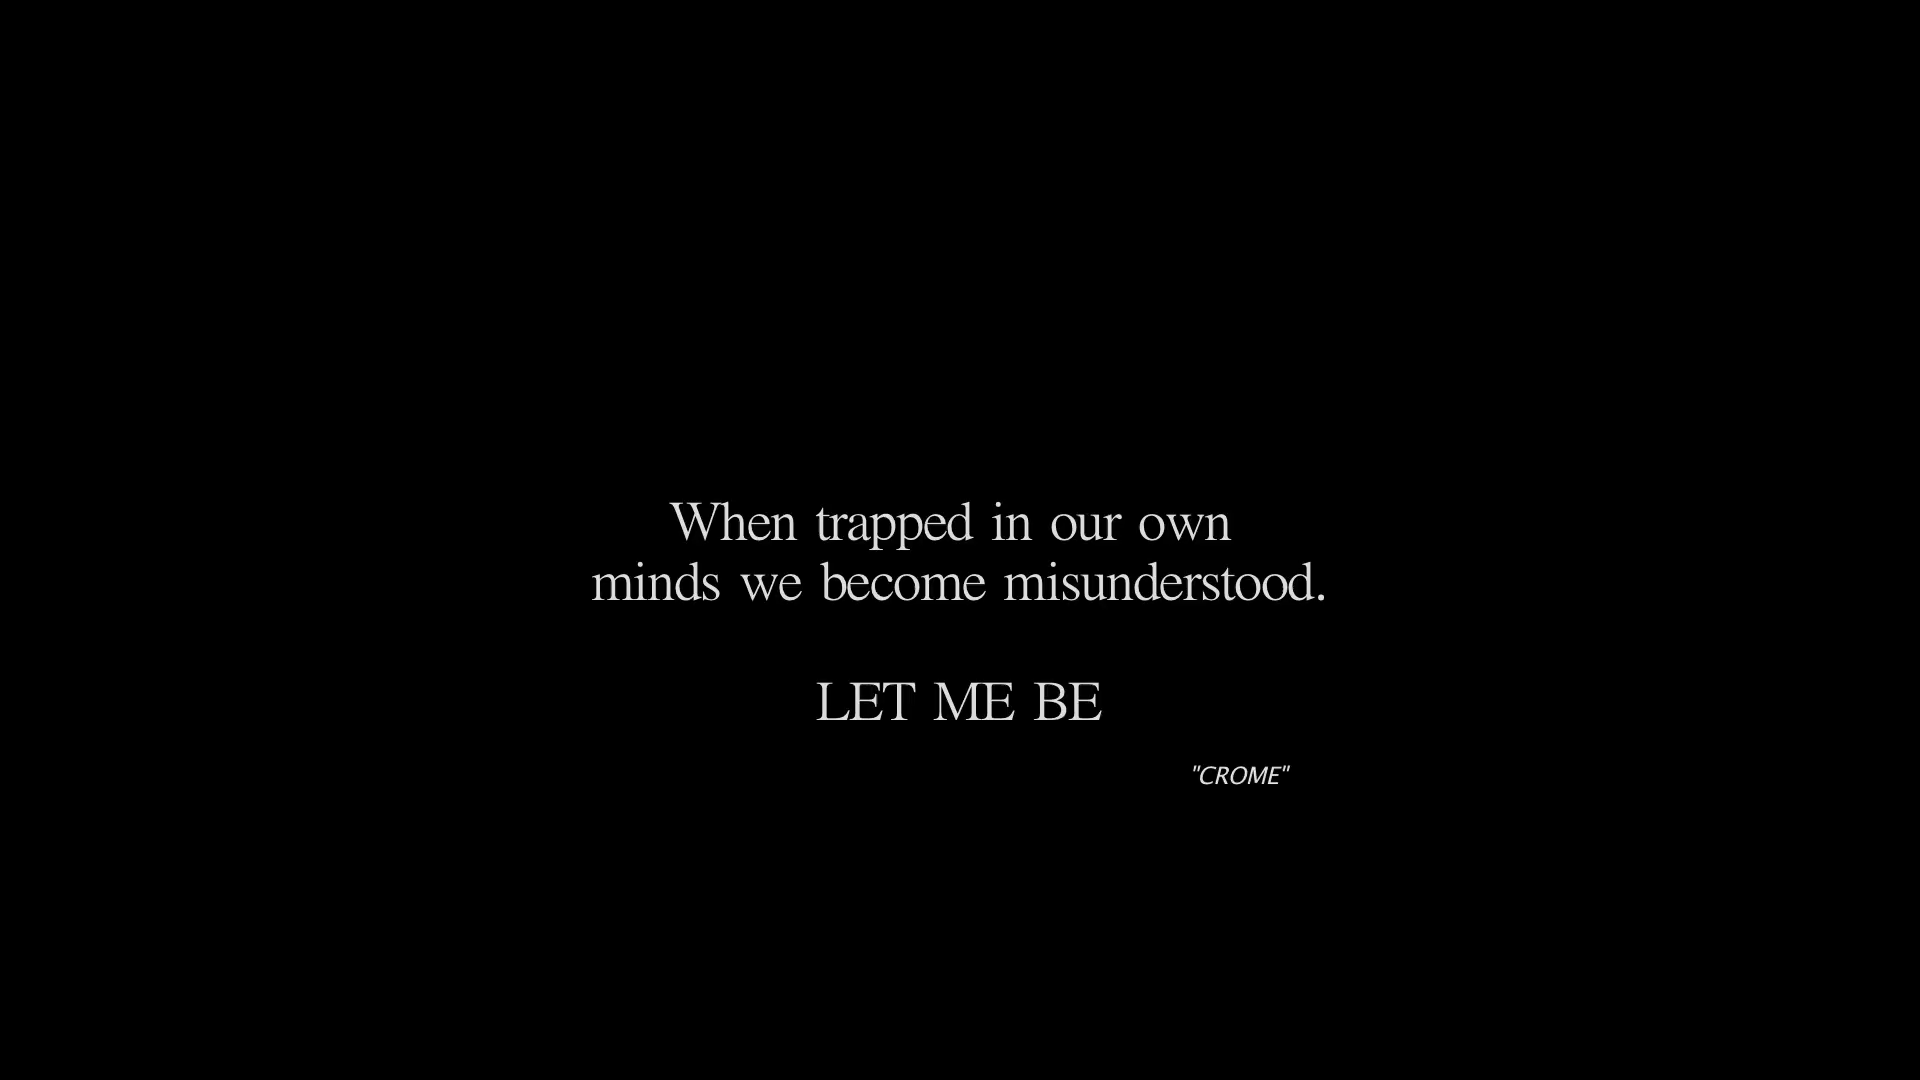 When trapped in our own
minds we become misunderstood.
LET ME BE
"CROME"